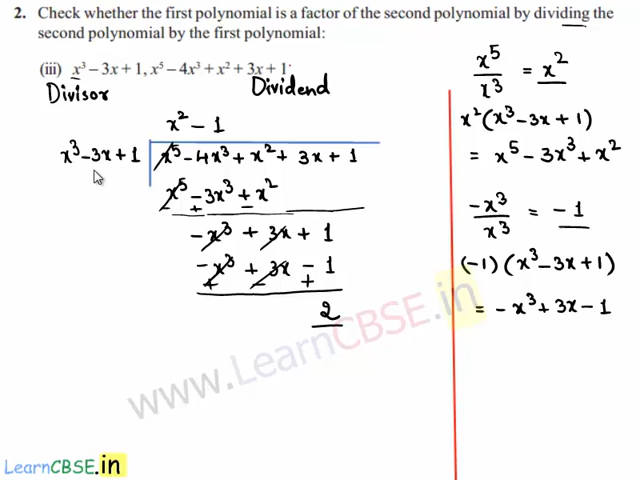 2. Check whether the first polynomial is a factor of the second polynomial by dividing the
second polynomial by the first polynomial:
(iii) x³ – 3x + 1, x⁵ – 4x³ + x² + 3x + 1
Divisor Dividend
x² – 1
x³ – 3x + 1 x⁵ – 4x³ + x² + 3x + 1
x⁵ – 3x³ + x²
– + –
– x³ + 3x + 1
– x³ + 3x – 1
+ – +
2
x⁵/x³ = x²
x²(x³ – 3x + 1)
= x⁵ – 3x³ + x²
–x³/x³ = – 1
(–1) (x³ – 3x + 1)
= – x³ + 3x – 1
www.LearnCBSE.in
LearnCBSE.in